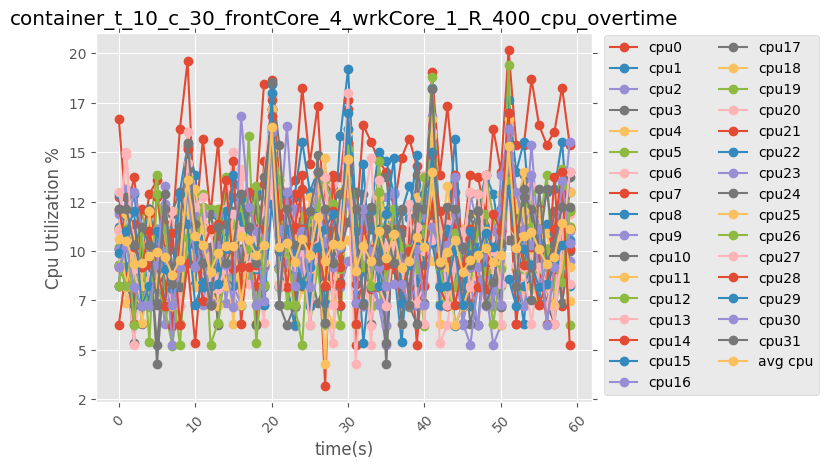 container_t_10_c_30_frontCore_4_wrkCore_1_R_400_cpu_overtime
Cpu Utilization %
20
17
15
12
10
7
5
2
0
10
20
30
40
50
60
time(s)
cpu0
cpu1
cpu2
cpu3
cpu4
cpu5
cpu6
cpu7
cpu8
cpu9
cpu10
cpu11
cpu12
cpu13
cpu14
cpu15
cpu16
cpu17
cpu18
cpu19
cpu20
cpu21
cpu22
cpu23
cpu24
cpu25
cpu26
cpu27
cpu28
cpu29
cpu30
cpu31
avg cpu